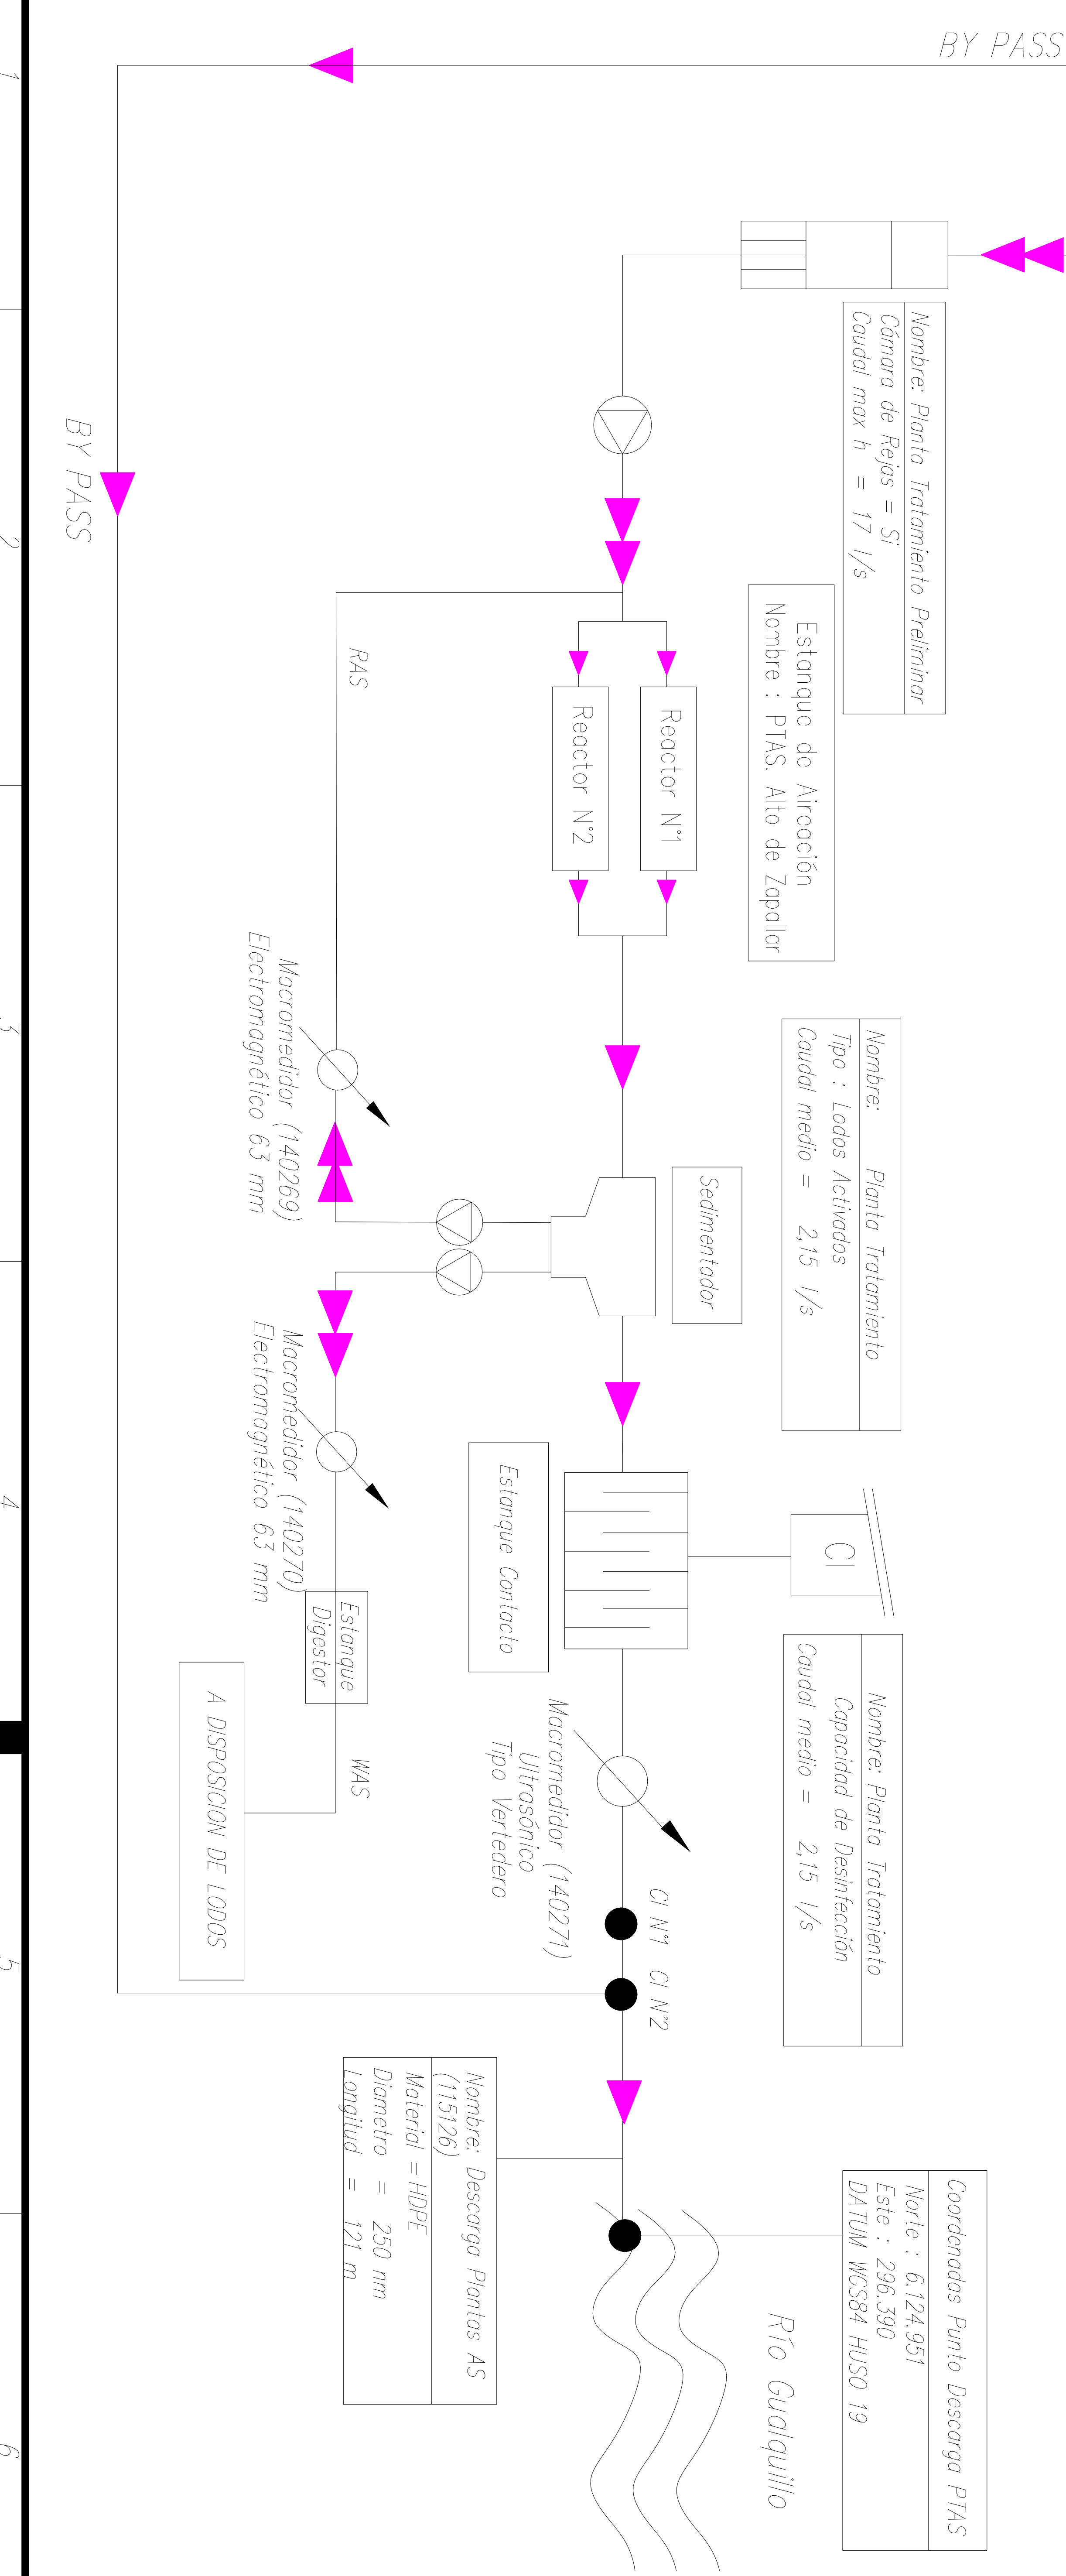 BY PASS
Nombre: Planta Tratamiento Preliminar
Cámara de Rejas = Si
Caudal max h = 17 l/s
BY PASS
Estanque de Aireación
Nombre : PTAS. Alto de Zapallar
RAS
Reactor N°1
Reactor N°2
Nombre: Planta Tratamiento
Tipo : Lodos Activados
Caudal medio = 2,15 l/s
Macromedidor (140269)
Electromagnético 63 mm
Sedimentador
Macromedidor (140270)
Electromagnético 63 mm
Estanque Contacto
Cl
Estanque
Digestor
WAS
A DISPOSICION DE LODOS
Nombre: Planta Tratamiento
Capacidad de Desinfección
Caudal medio = 2,15 l/s
Macromedidor (140271)
Ultrasónico
Tipo Vertedero
CI N°1
CI N°2
Nombre: Descarga Plantas AS
(115126)
Material =HDPE
Diametro = 250 nm
Longitud = 121 m
Coordenadas Punto Descarga PTAS
Norte : 6.124.951
Este : 296.390
DATUM WGS84 HUSO 19
Río Gualquillo
1
2
3
4
5
6